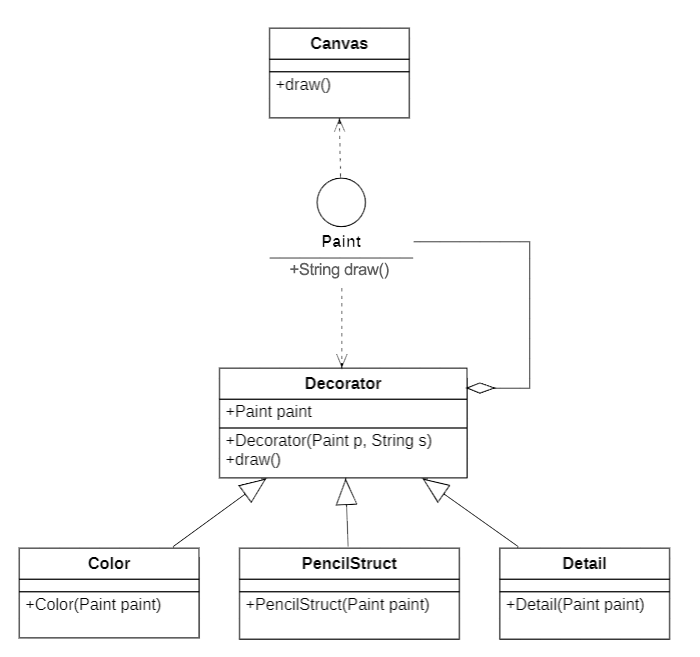 Canvas
+draw()
Paint
+String draw()
Decorator
+Paint paint
+Decorator(Paint p, String s)
+draw()
Color
+Color(Paint paint)
PencilStruct
+PencilStruct(Paint paint)
Detail
+Detail(Paint paint)